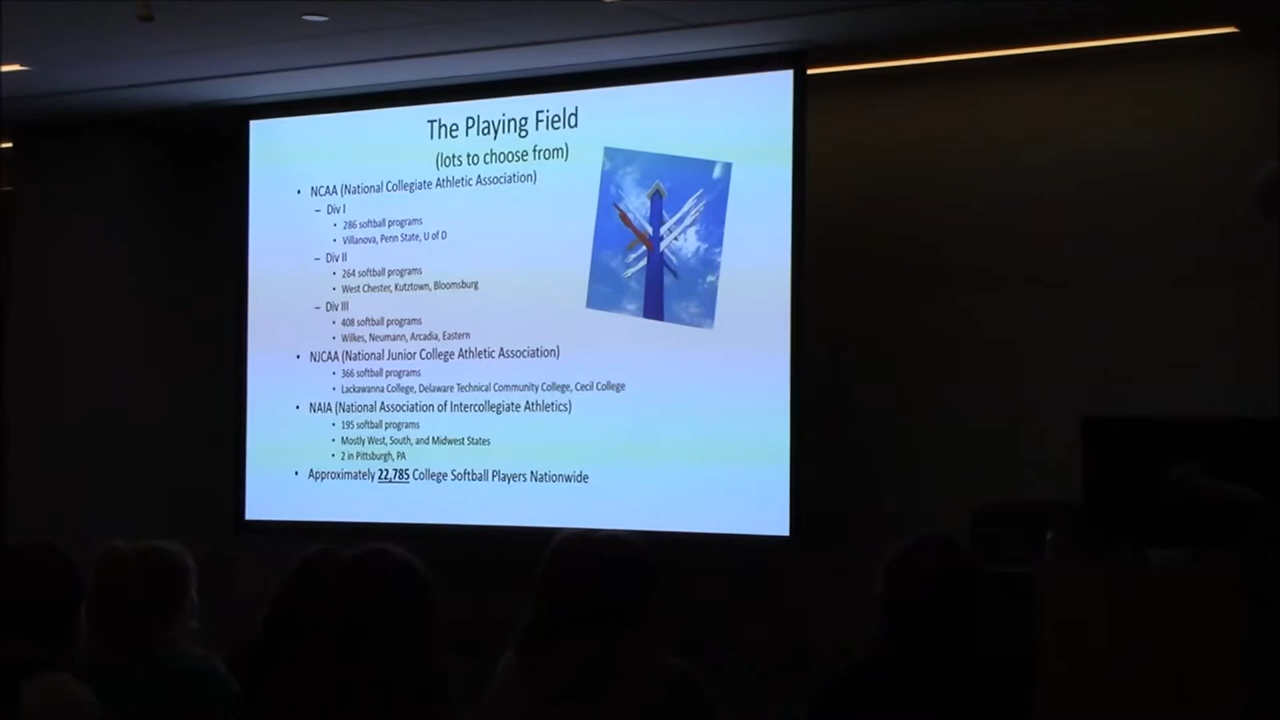 The Playing Field
(lots to choose from)
• NCAA (National Collegiate Athletic Association)
– Div I
• 286 softball programs
• Villanova, Penn State, U of D
– Div II
• 264 softball programs
• West Chester, Kutztown, Bloomsburg
– Div III
• 408 softball programs
• Wilkes, Neumann, Arcadia, Eastern
• NJCAA (National Junior College Athletic Association)
• 366 softball programs
• Lackawanna College, Delaware Technical Community College, Cecil College
• NAIA (National Association of Intercollegiate Athletics)
• 195 softball programs
• Mostly West, South, and Midwest States
• 2 in Pittsburgh, PA
• Approximately 22,785 College Softball Players Nationwide